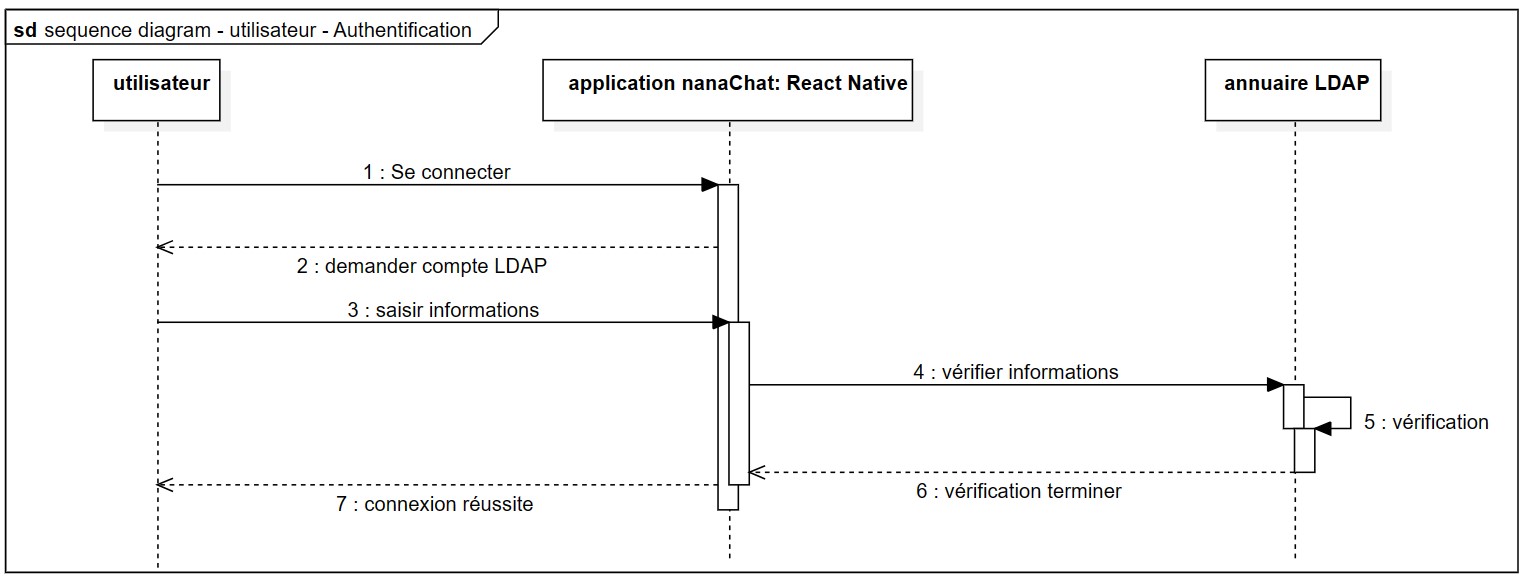 sd sequence diagram - utilisateur - Authentification
utilisateur
application nanaChat: React Native
annuaire LDAP
1 : Se connecter
2 : demander compte LDAP
3 : saisir informations
4 : vérifier informations
5 : vérification
6 : vérification terminer
7 : connexion réussite